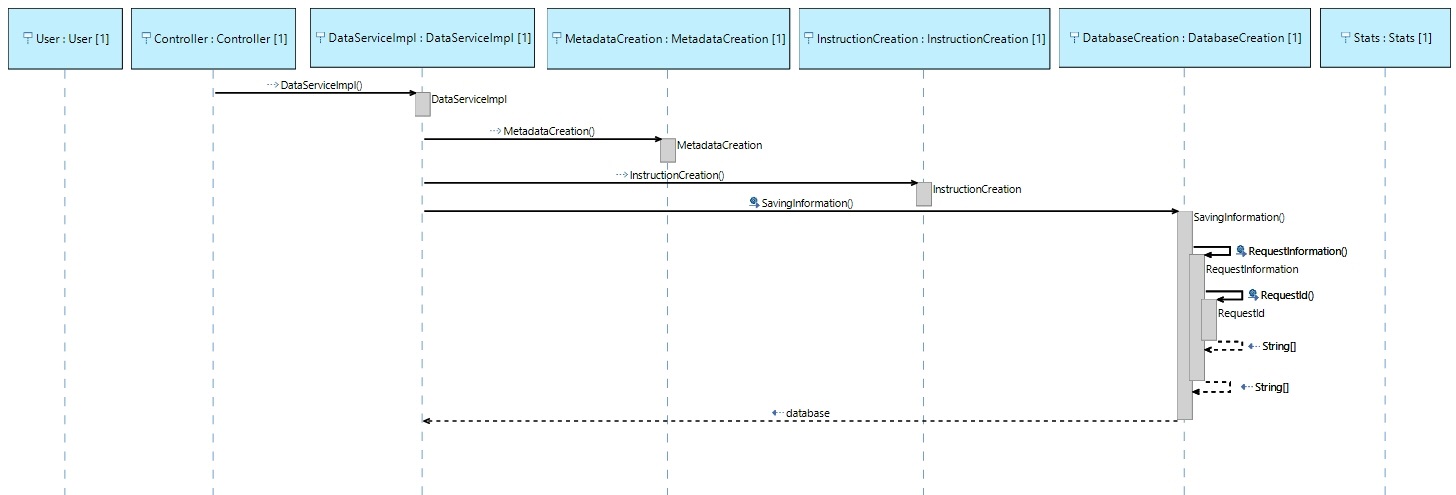 User : User [1]
Controller : Controller [1]
DataServiceImpl : DataServiceImpl [1]
MetadataCreation : MetadataCreation [1]
InstructionCreation : InstructionCreation [1]
DatabaseCreation : DatabaseCreation [1]
Stats : Stats [1]
DataServiceImpl()
DataServiceImpl
MetadataCreation()
MetadataCreation
InstructionCreation()
InstructionCreation
SavingInformation()
SavingInformation()
RequestInformation()
RequestInformation
RequestId()
RequestId
String[]
String[]
database